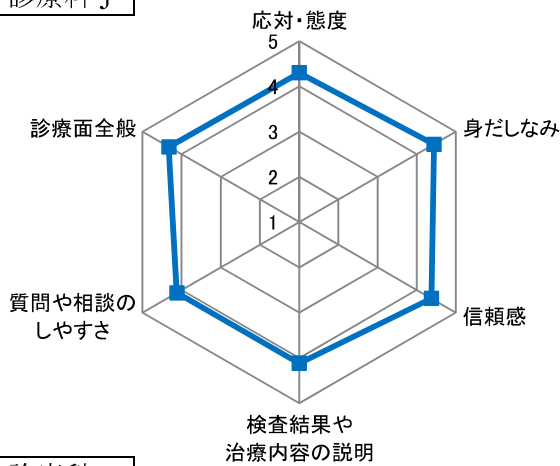 診療科 J
応対・態度
5
4
3
2
1
身だしなみ
信頼感
検査結果や
治療内容の説明
質問や相談の
しやすさ
診療面全般